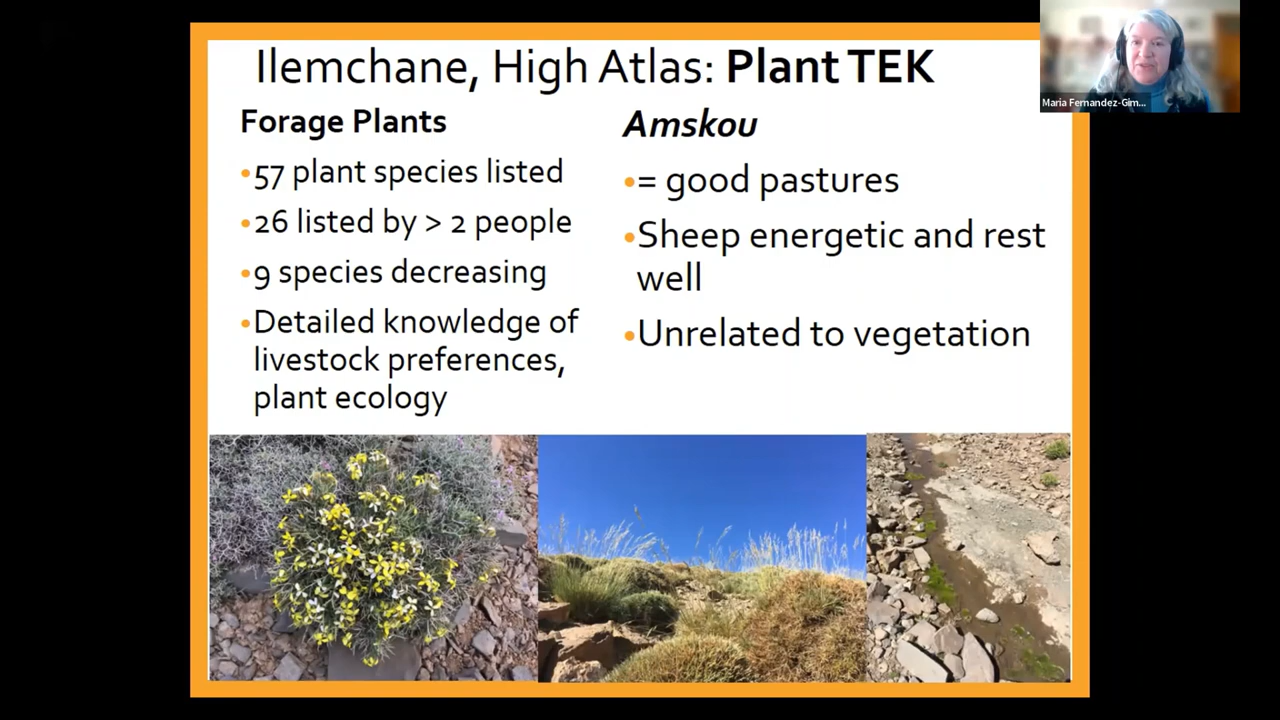 Ilemchane, High Atlas: Plant TEK
Forage Plants
•57 plant species listed
•26 listed by > 2 people
•9 species decreasing
•Detailed knowledge of
livestock preferences,
plant ecology
Amskou
•= good pastures
•Sheep energetic and rest
well
•Unrelated to vegetation
Maria Fernandez-Gim...